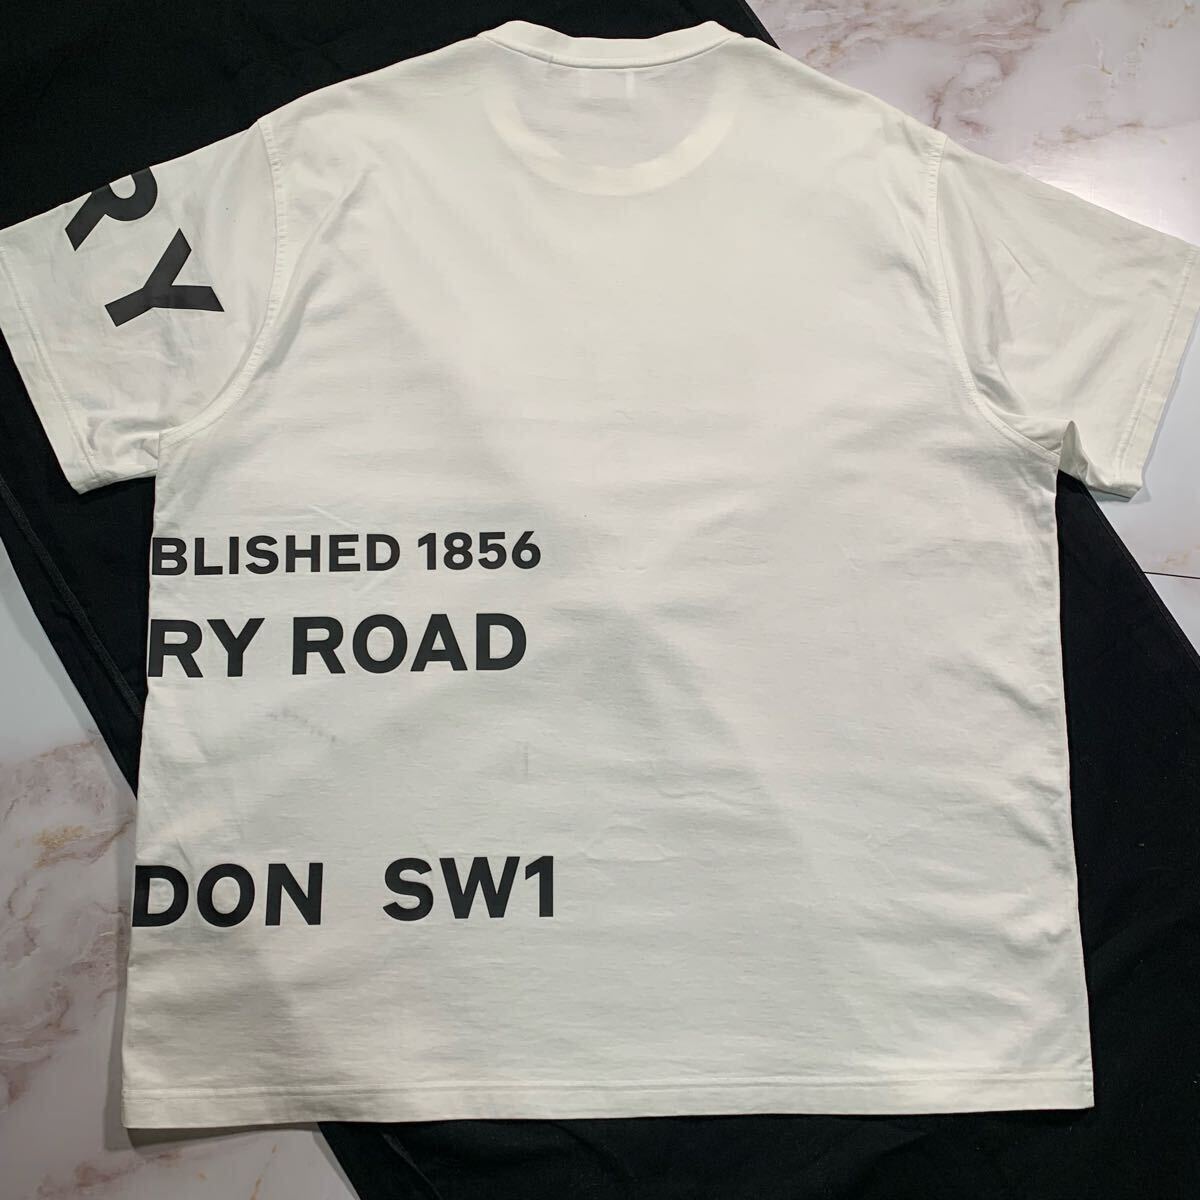 RY
BLISHED 1856
RY ROAD
DON SW1